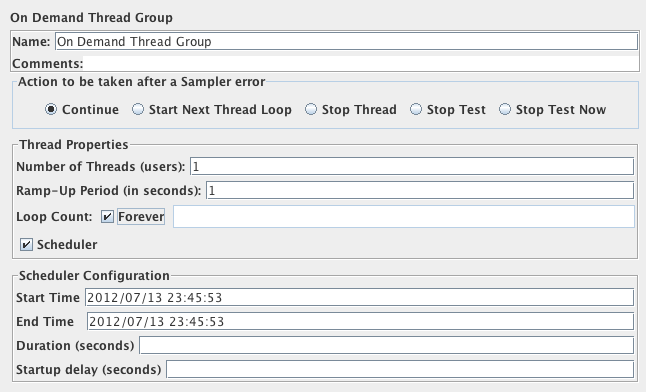 On Demand Thread Group
Name: On Demand Thread Group
Comments:
Action to be taken after a Sampler error
Continue Start Next Thread Loop Stop Thread Stop Test Stop Test Now
Thread Properties
Number of Threads (users): 1
Ramp-Up Period (in seconds): 1
Loop Count: Forever
Scheduler
Scheduler Configuration
Start Time 2012/07/13 23:45:53
End Time 2012/07/13 23:45:53
Duration (seconds)
Startup delay (seconds)